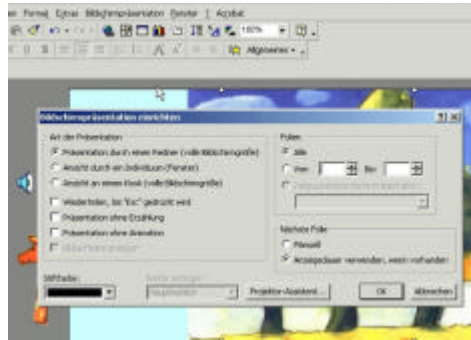 Format Extras Bildschirmpräsentation Fenster ? Acrobat
100%
Allgemeines
Bildschirmpräsentation einrichten
Art der Präsentation
Präsentation durch einen Redner (volle Bildschirmgröße)
Ansicht durch ein Individuum (Fenster)
Ansicht an einem Kiosk (volle Bildschirmgröße)
Wiederholen, bis "Esc" gedrückt wird
Präsentation ohne Erzählung
Präsentation ohne Animation
Folien
Alle
Von: Bis:
Nächste Folie
Manuell
Anzeigedauer verwenden, wenn vorhanden
Stiftfarbe:
Projektor-Assistent... OK Abbrechen